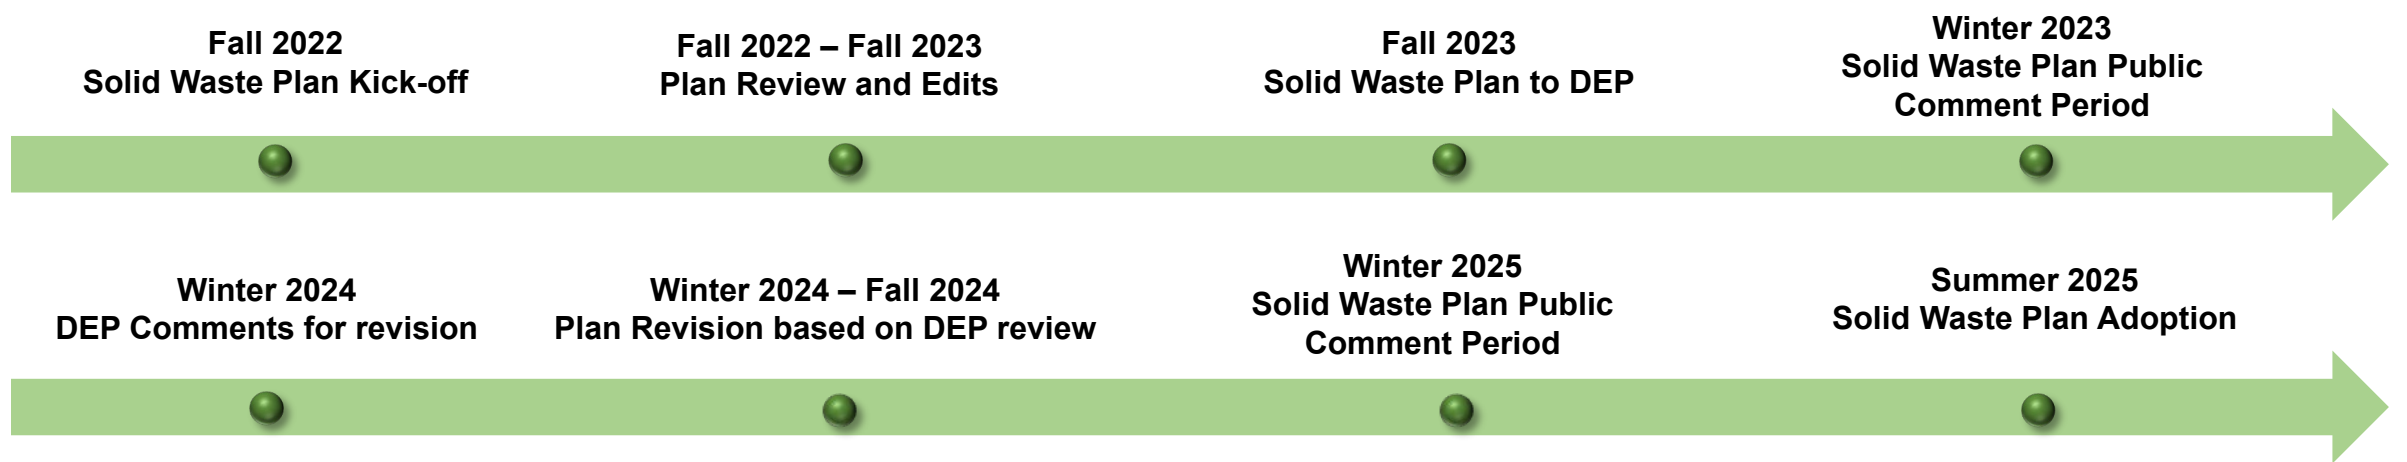 Fall 2022
Solid Waste Plan Kick-off
Fall 2022 – Fall 2023
Plan Review and Edits
Fall 2023
Solid Waste Plan to DEP
Winter 2023
Solid Waste Plan Public
Comment Period
Winter 2024
DEP Comments for revision
Winter 2024 – Fall 2024
Plan Revision based on DEP review
Winter 2025
Solid Waste Plan Public
Comment Period
Summer 2025
Solid Waste Plan Adoption